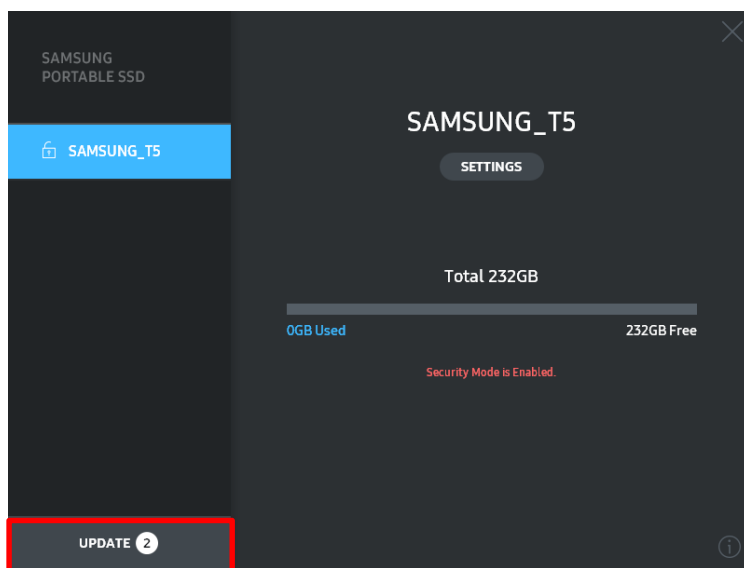 SAMSUNG
PORTABLE SSD
SAMSUNG_T5
SAMSUNG_T5
SETTINGS
Total 232GB
0GB Used 232GB Free
Security Mode is Enabled.
UPDATE 2